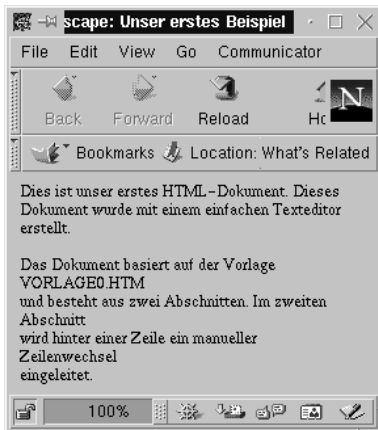 scape: Unser erstes Beispiel
File Edit View Go Communicator
Back Forward Reload Ho
N
Bookmarks Location: What's Related
Dies ist unser erstes HTML-Dokument. Dieses
Dokument wurde mit einem einfachen Texteditor
erstellt.
Das Dokument basiert auf der Vorlage
VORLAGE0.HTM
und besteht aus zwei Abschnitten. Im zweiten
Abschnitt
wird hinter einer Zeile ein manueller
Zeilenwechsel
eingeleitet.
100%